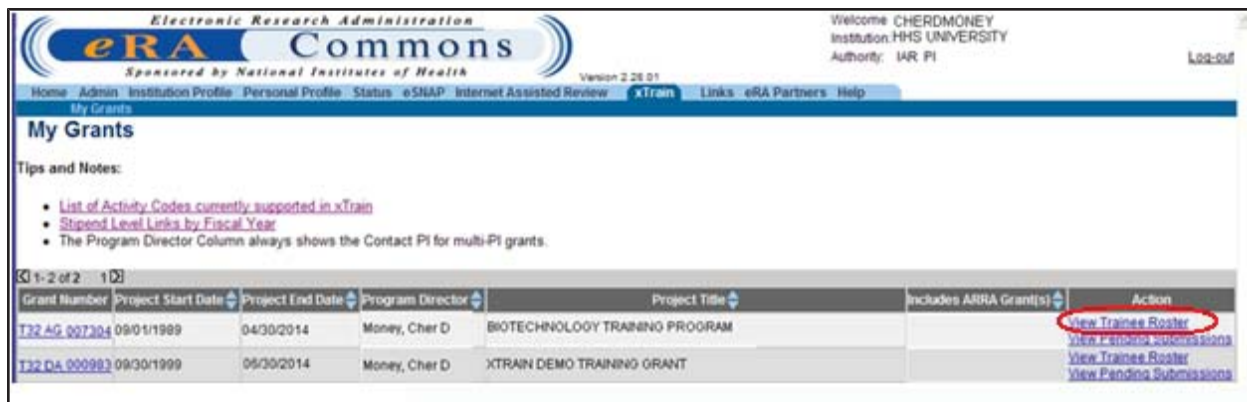 Electronic Research Administration
eRA Commons
Sponsored by National Institutes of Health
Version 2.28.01
Welcome CHERDMONEY
Institution: HHS UNIVERSITY
Authority: IAR PI
Log-out
Home Admin Institution Profile Personal Profile Status eSNAP Internet Assisted Review xTrain Links eRA Partners Help
My Grants
My Grants
Tips and Notes:
List of Activity Codes currently supported in xTrain
Stipend Level Links by Fiscal Year
The Program Director Column always shows the Contact PI for multi-PI grants.
1-2 of 2 1
Grant Number Project Start Date Project End Date Program Director Project Title Includes ARRA Grant(s) Action
T32 AG 007304 09/01/1989 04/30/2014 Money, Cher D BIOTECHNOLOGY TRAINING PROGRAM View Trainee Roster
View Pending Submissions
T32 DA 000983 09/30/1999 06/30/2014 Money, Cher D XTRAIN DEMO TRAINING GRANT View Trainee Roster
View Pending Submissions